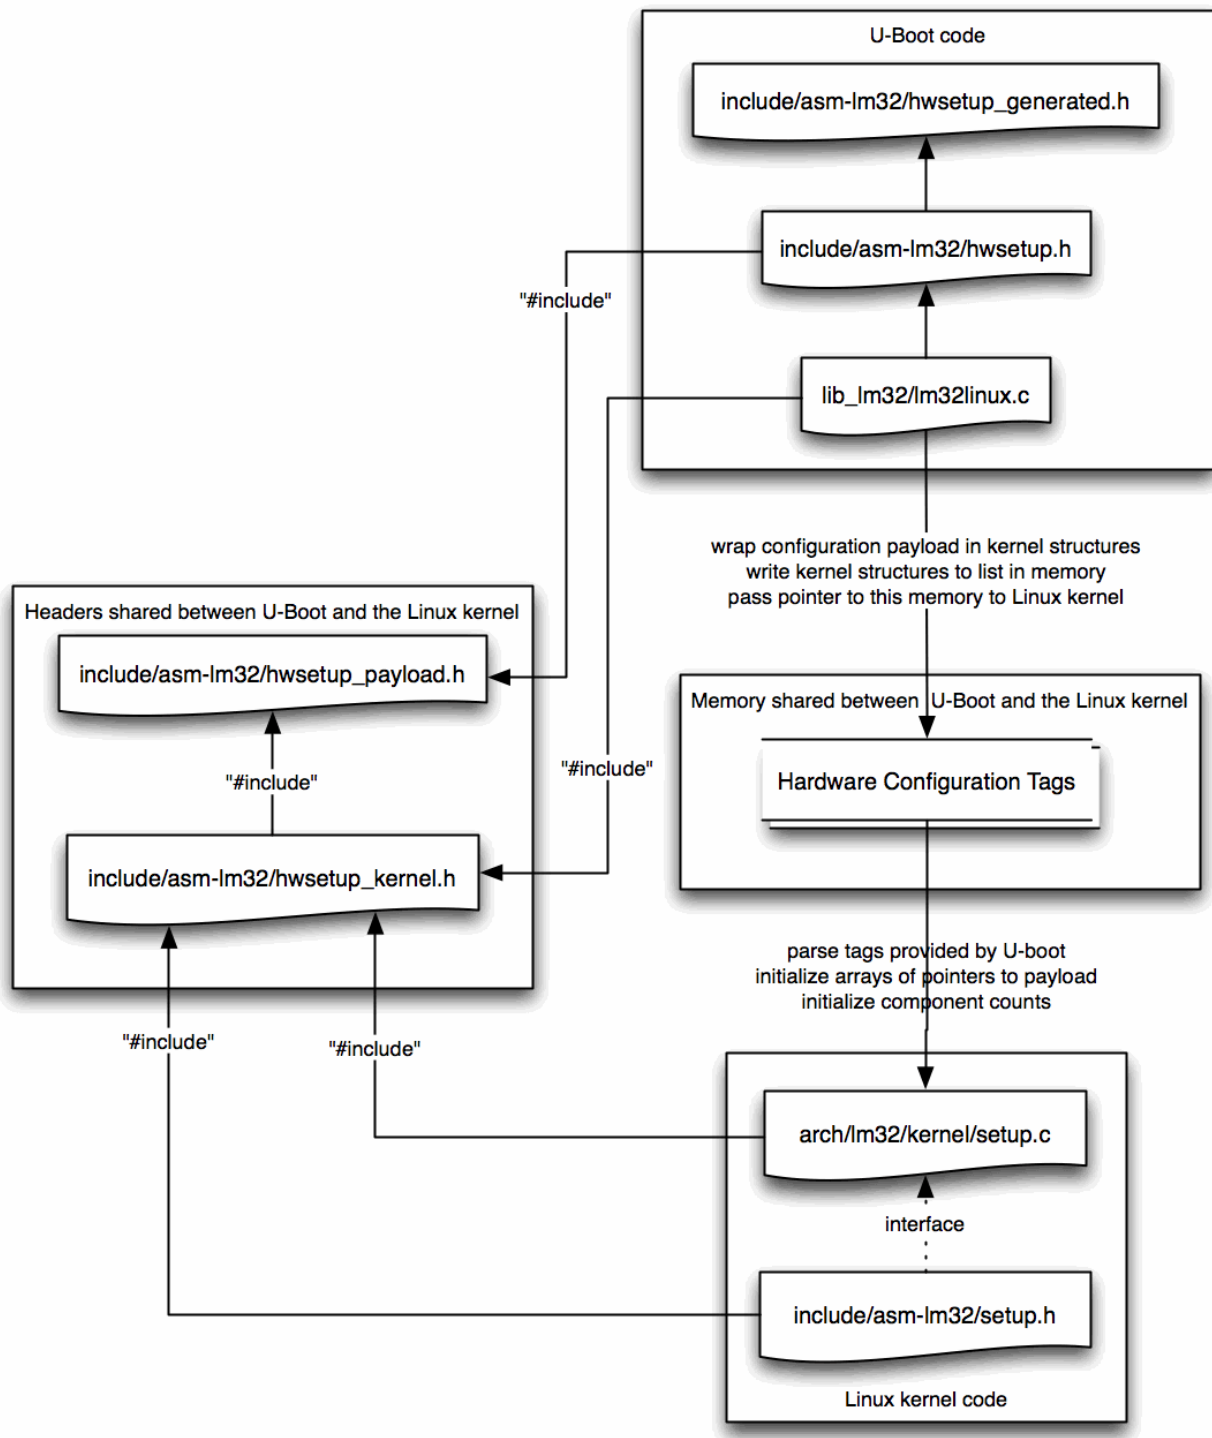 U-Boot code
include/asm-lm32/hwsetup_generated.h
include/asm-lm32/hwsetup.h
"#include"
lib_lm32/lm32linux.c
wrap configuration payload in kernel structures
write kernel structures to list in memory
pass pointer to this memory to Linux kernel
Headers shared between U-Boot and the Linux kernel
include/asm-lm32/hwsetup_payload.h
Memory shared between U-Boot and the Linux kernel
"#include"
"#include"
Hardware Configuration Tags
include/asm-lm32/hwsetup_kernel.h
parse tags provided by U-boot
initialize arrays of pointers to payload
initialize component counts
"#include"
"#include"
arch/lm32/kernel/setup.c
interface
include/asm-lm32/setup.h
Linux kernel code